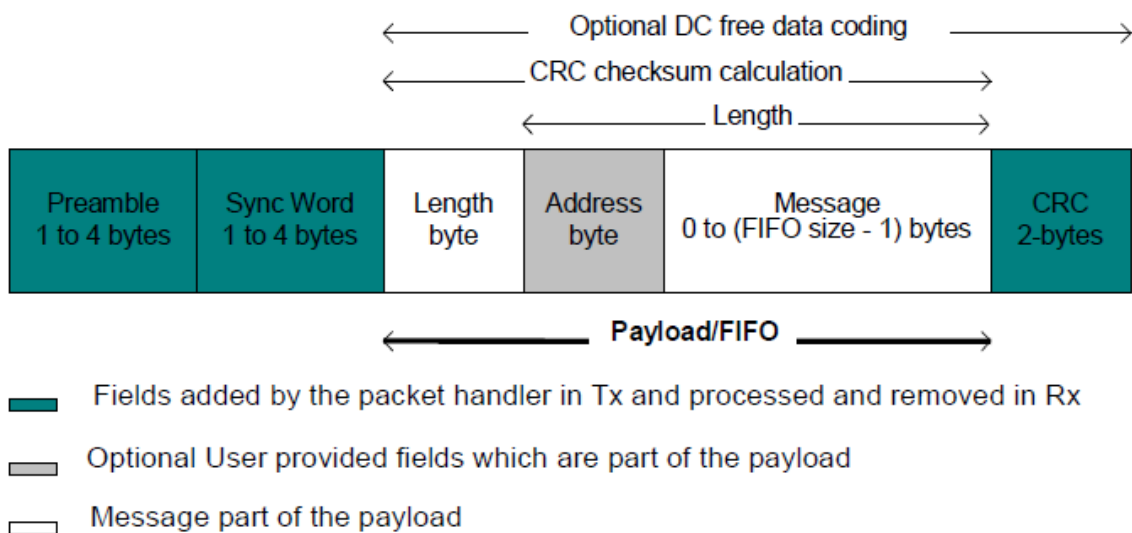 Optional DC free data coding
CRC checksum calculation
Length
Preamble
1 to 4 bytes
Sync Word
1 to 4 bytes
Length
byte
Address
byte
Message
0 to (FIFO size - 1) bytes
CRC
2-bytes
Payload/FIFO
Fields added by the packet handler in Tx and processed and removed in Rx
Optional User provided fields which are part of the payload
Message part of the payload